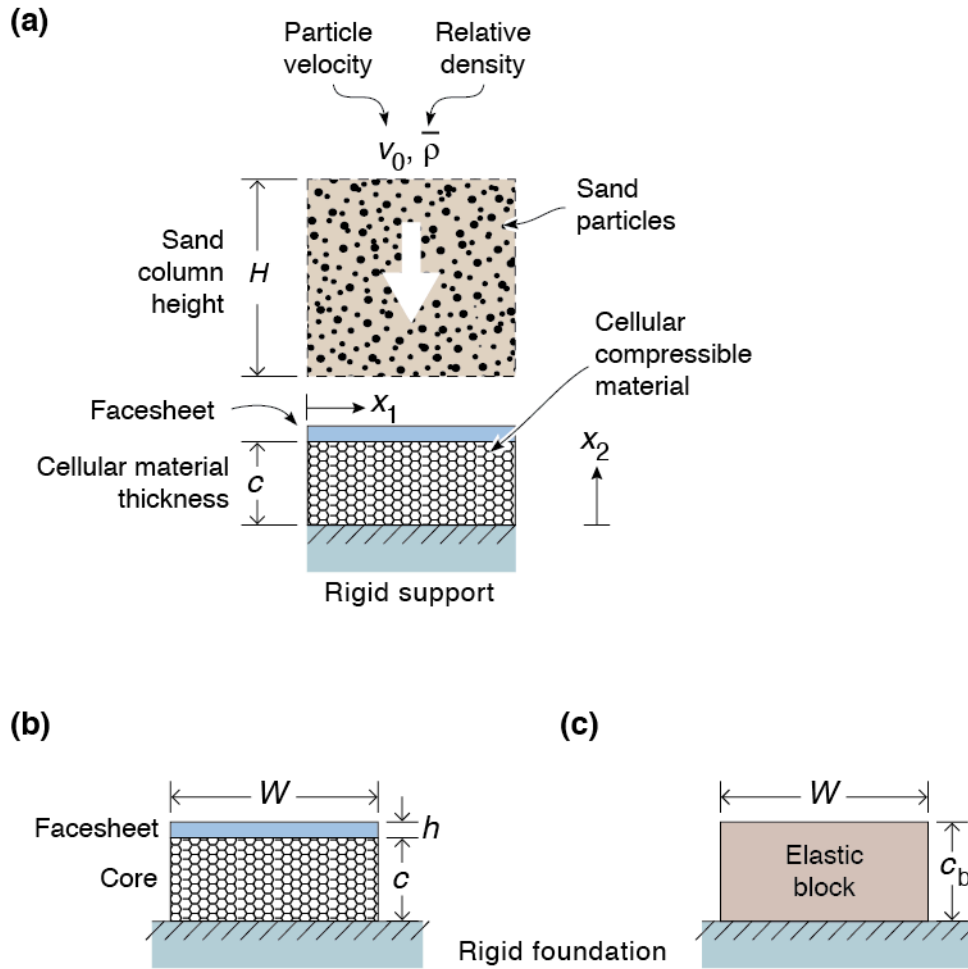 (a)
Particle
velocity
Relative
density
v₀, ρ̅
Sand
column
height
H
Sand
particles
Cellular
compressible
material
Facesheet
x₁
Cellular material
thickness
c
x₂
Rigid support
(b)
(c)
W
W
Facesheet
h
Core
c
Elastic
block
c_b
Rigid foundation